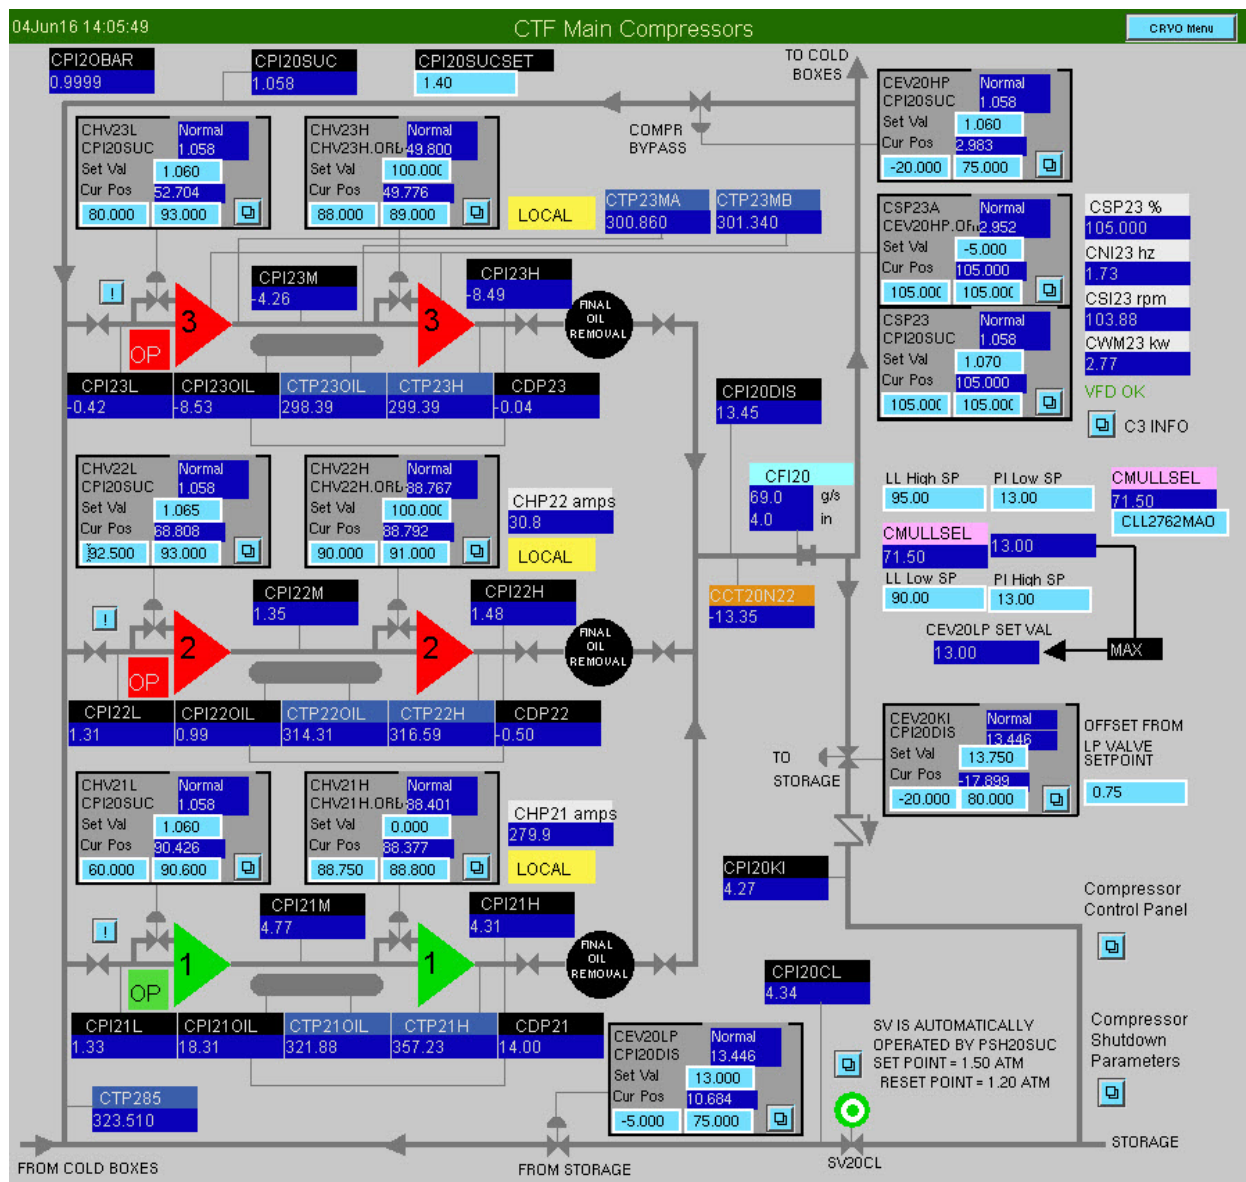 04Jun16 14:05:49
CTF Main Compressors
CRYO Menu
CPI20BAR
0.9999
CPI20SUC
1.058
CPI20SUCSET
1.40
TO COLD
BOXES
COMPR
BYPASS
CEV20HP Normal
CPI20SUC 1.058
Set Val 1.060
Cur Pos 2.983
-20.000 75.000
CHV23L Normal
CPI20SUC 1.058
Set Val 1.060
Cur Pos 52.704
80.000 93.000
CHV23H Normal
CHV23H.ORD 49.800
Set Val 100.000
Cur Pos 49.776
88.000 89.000
LOCAL
CTP23MA
300.860
CTP23MB
301.340
CSP23A Normal
CEV20HP.OR 2.952
Set Val -5.000
Cur Pos 105.000
105.000 105.000
CSP23 Normal
CPI20SUC 1.058
Set Val 1.070
Cur Pos 105.000
105.000 105.000
CSP23 %
105.000
CNI23 hz
1.73
CSI23 rpm
103.88
CWM23 kw
2.77
VFD OK
C3 INFO
CPI23M
-4.26
CPI23H
-8.49
!
3
3
OP
FINAL
OIL
REMOVAL
CPI23L CPI23OIL CTP23OIL CTP23H CDP23
-0.42 -8.53 298.39 299.39 -0.04
CPI20DIS
13.45
CFI20
69.0 g/s
4.0 in
LL High SP
95.00
PI Low SP
13.00
CMULLSEL
71.50
CLL2762MAO
CMULLSEL
71.50
13.00
LL Low SP
90.00
PI High SP
13.00
CEV20LP SET VAL
13.00
MAX
CHV22L Normal
CPI20SUC 1.058
Set Val 1.065
Cur Pos 68.808
92.500 93.000
CHV22H Normal
CHV22H.ORD 88.767
Set Val 100.000
Cur Pos 88.792
90.000 91.000
CHP22 amps
30.8
LOCAL
CPI22M
1.35
CPI22H
1.48
CCT20N22
-13.35
!
2
2
OP
FINAL
OIL
REMOVAL
CPI22L CPI22OIL CTP22OIL CTP22H CDP22
1.31 0.99 314.31 316.59 -0.50
TO
STORAGE
CEV20KI Normal
CPI20DIS 13.446
Set Val 13.750
Cur Pos -17.899
-20.000 80.000
OFFSET FROM
LP VALVE
SETPOINT
0.75
CHV21L Normal
CPI20SUC 1.058
Set Val 1.060
Cur Pos 90.426
60.000 90.600
CHV21H Normal
CHV21H.ORD 88.401
Set Val 0.000
Cur Pos 88.377
88.750 88.800
CHP21 amps
279.9
LOCAL
CPI20KI
4.27
CPI21M
4.77
CPI21H
4.31
!
1
1
OP
FINAL
OIL
REMOVAL
Compressor
Control Panel
CPI20CL
4.34
CPI21L CPI21OIL CTP21OIL CTP21H CDP21
1.33 18.31 321.88 357.23 14.00
CEV20LP Normal
CPI20DIS 13.446
Set Val 13.000
Cur Pos 10.684
-5.000 75.000
SV IS AUTOMATICALLY
OPERATED BY PSH20SUC
SET POINT = 1.50 ATM
RESET POINT = 1.20 ATM
Compressor
Shutdown
Parameters
CTP285
323.510
FROM COLD BOXES
FROM STORAGE
SV20CL
STORAGE